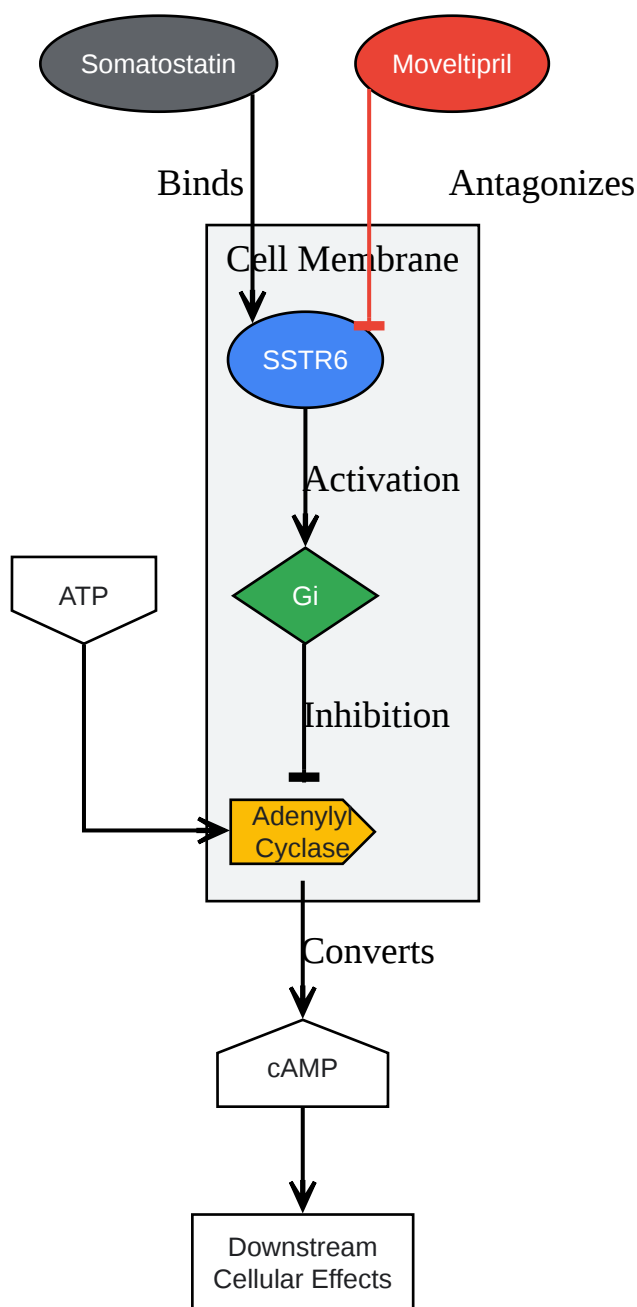 Somatostatin
Moveltipril
Binds
Antagonizes
Cell Membrane
SSTR6
Activation
ATP
Gi
Inhibition
Adenylyl
Cyclase
Converts
cAMP
Downstream
Cellular Effects